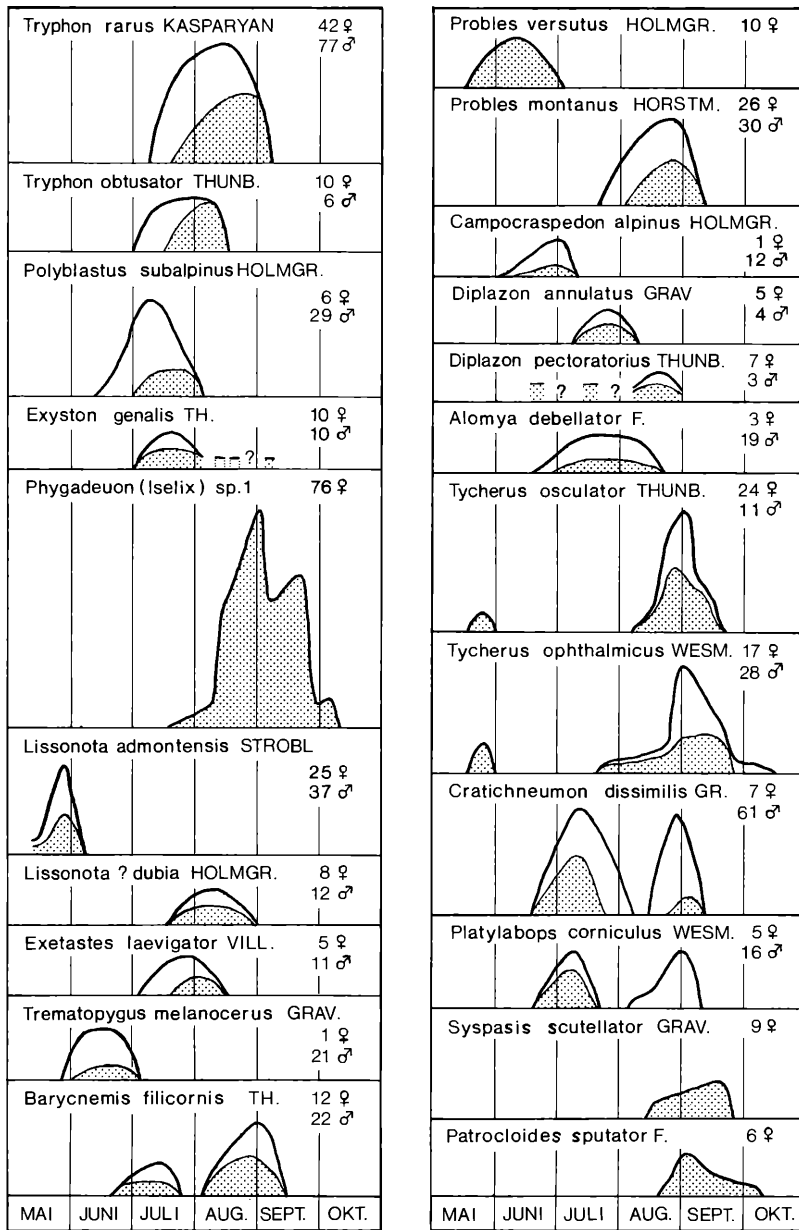 Tryphon rarus KASPARYAN 42 ♀
77 ♂
Tryphon obtusator THUNB. 10 ♀
6 ♂
Polyblastus subalpinus HOLMGR.
6 ♀
29 ♂
Exyston genalis TH. 10 ♀
10 ♂
?
Phygadeuon (Iselix) sp.1 76 ♀
Lissonota admontensis STROBL
25 ♀
37 ♂
Lissonota ? dubia HOLMGR. 8 ♀
12 ♂
Exetastes laevigator VILL. 5 ♀
11 ♂
Trematopygus melanocerus GRAV.
1 ♀
21 ♂
Barycnemis filicornis TH. 12 ♀
22 ♂
MAI JUNI JULI AUG. SEPT. OKT.
Probles versutus HOLMGR. 10 ♀
Probles montanus HORSTM. 26 ♀
30 ♂
Campocraspedon alpinus HOLMGR.
1 ♀
12 ♂
Diplazon annulatus GRAV 5 ♀
4 ♂
Diplazon pectoratorius THUNB. 7 ♀
? ? 3 ♂
Alomya debellator F. 3 ♀
19 ♂
Tycherus osculator THUNB. 24 ♀
11 ♂
Tycherus ophthalmicus WESM. 17 ♀
28 ♂
Cratichneumon dissimilis GR. 7 ♀
61 ♂
Platylabops corniculus WESM. 5 ♀
16 ♂
Syspasis scutellator GRAV. 9 ♀
Patrocloides sputator F. 6 ♀
MAI JUNI JULI AUG. SEPT. OKT.